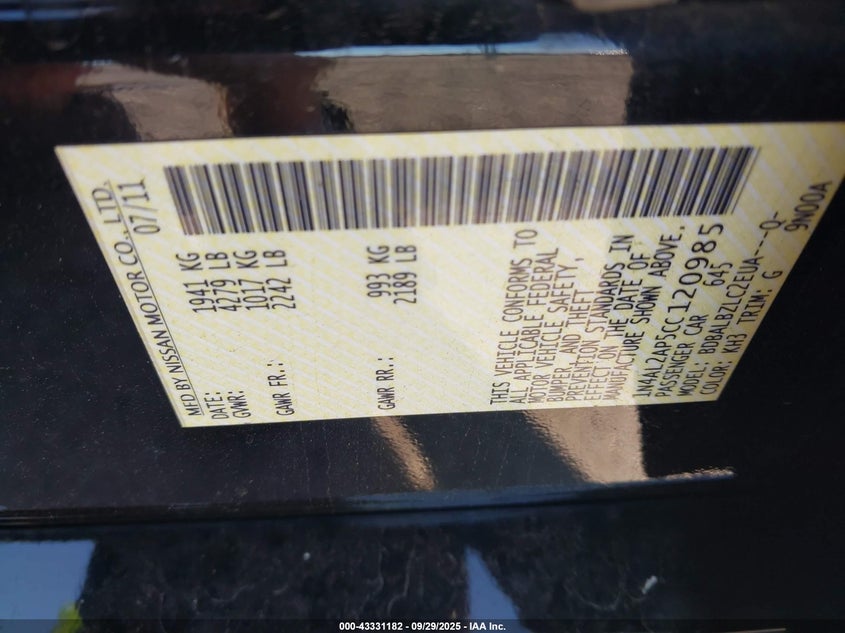 MFD BY NISSAN MOTOR CO., LTD.
DATE: 07/11
GVWR: 1941 KG
4279 LB
GAWR FR.: 1017 KG
2242 LB
GAWR RR.: 993 KG
2189 LB
THIS VEHICLE CONFORMS TO
ALL APPLICABLE FEDERAL
MOTOR VEHICLE SAFETY,
BUMPER, AND THEFT
PREVENTION STANDARDS IN
EFFECT ON THE DATE OF
MANUFACTURE SHOWN ABOVE.
1N4AL2AP5CC120985
PASSENGER CAR 645
MODEL: BDBALBZLC2EUA---Q-
COLOR: KH3 TRIM: G 9N00A
000-43331182 - 09/29/2025 - IAA Inc.